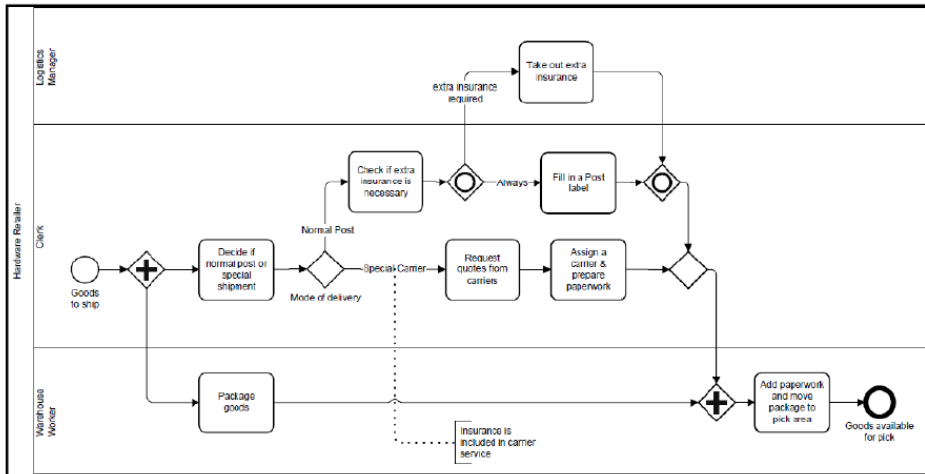 Hardware Retailer
Logistics
Manager
Take out extra
insurance
extra insurance
required
Clerk
Check if extra
insurance is
necessary
Always
Fill in a Post
label
Normal Post
Goods
to ship
Decide if
normal post or
special
shipment
Mode of delivery
Special Carrier
Request
quotes from
carriers
Assign a
carrier &
prepare
paperwork
Warehouse
Worker
Package
goods
Insurance is
included in carrier
service
Add paperwork
and move
package to
pick area
Goods available
for pick